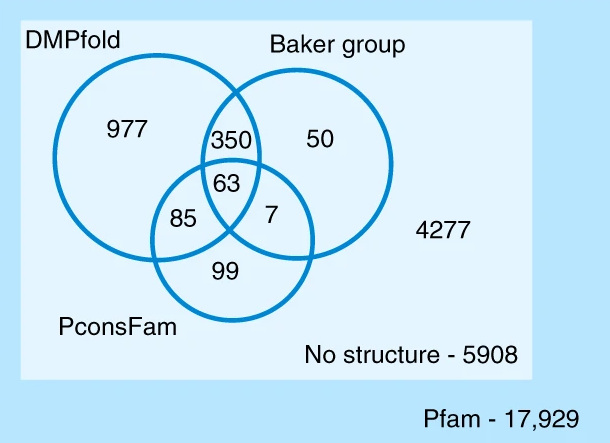 DMPfold
Baker group
977
350
50
63
85
7
4277
99
PconsFam
No structure - 5908
Pfam - 17,929